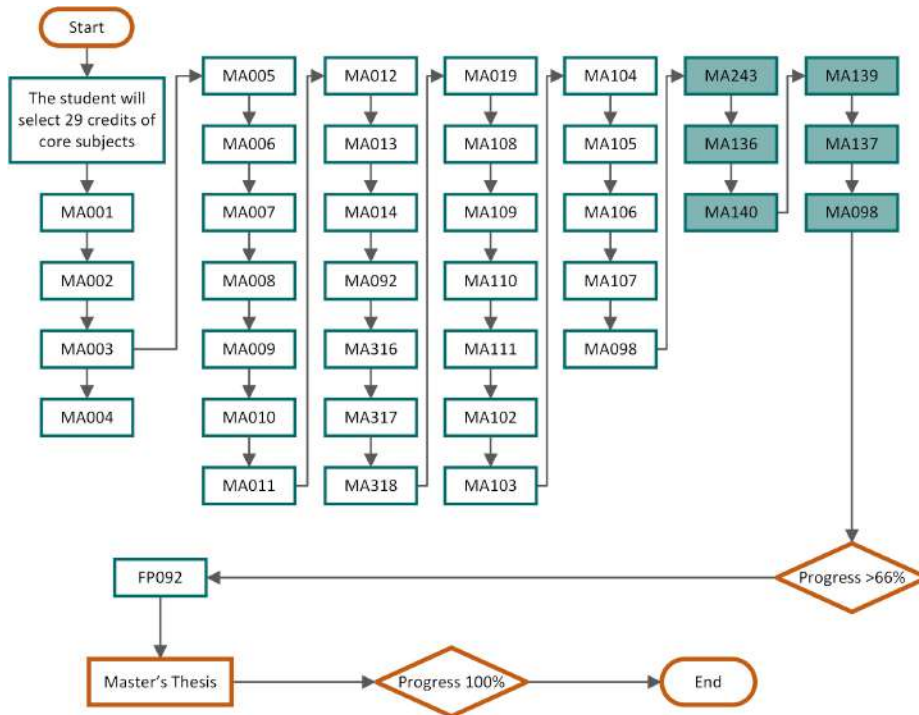 Start
The student will
select 29 credits of
core subjects
MA001
MA002
MA003
MA004
MA005
MA006
MA007
MA008
MA009
MA010
MA011
MA012
MA013
MA014
MA092
MA316
MA317
MA318
MA019
MA108
MA109
MA110
MA111
MA102
MA103
MA104
MA105
MA106
MA107
MA098
MA243
MA136
MA140
MA139
MA137
MA098
Progress >66%
FP092
Master's Thesis
Progress 100%
End